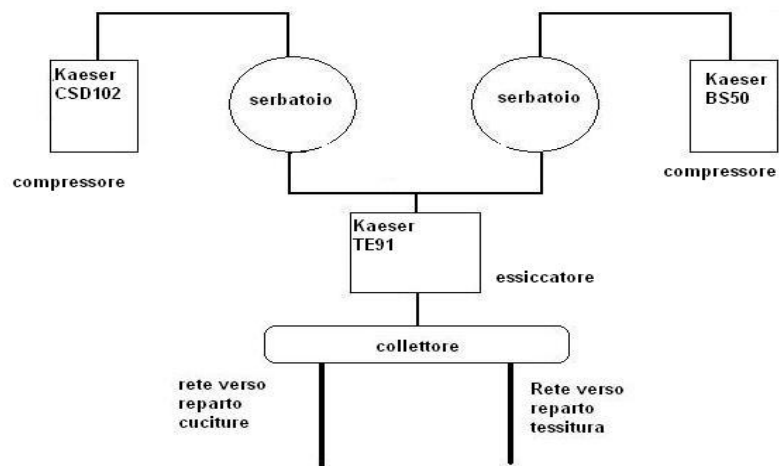 Kaeser
CSD102
compressore
serbatoio
serbatoio
Kaeser
BS50
compressore
Kaeser
TE91
essiccatore
collettore
rete verso
reparto
cuciture
Rete verso
reparto
tessitura